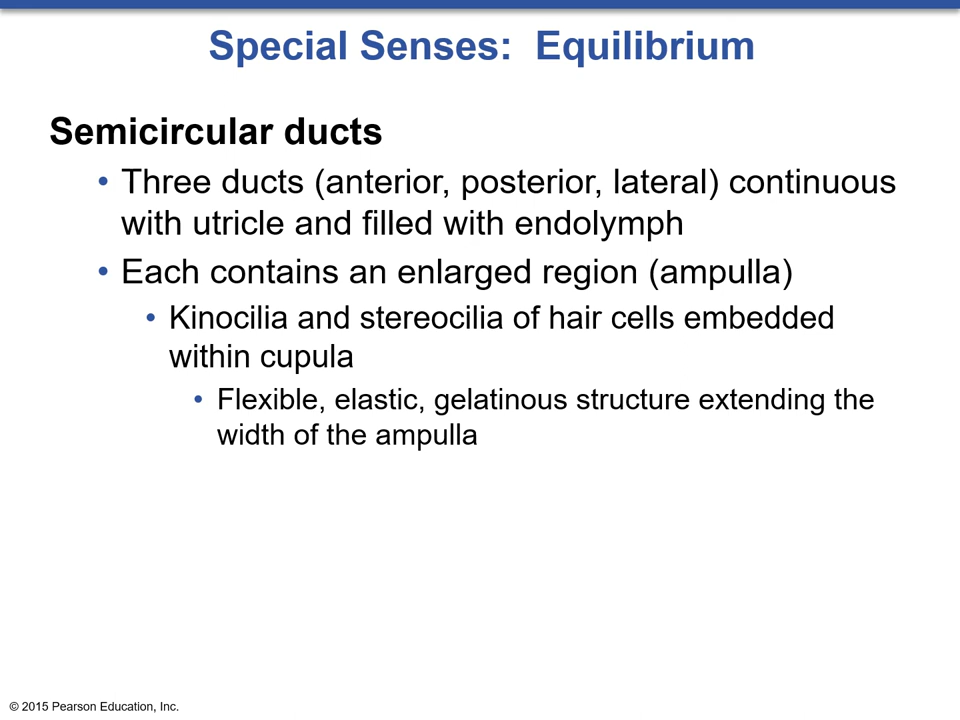 Special Senses:  Equilibrium
Semicircular ducts
• Three ducts (anterior, posterior, lateral) continuous
with utricle and filled with endolymph
• Each contains an enlarged region (ampulla)
• Kinocilia and stereocilia of hair cells embedded
within cupula
• Flexible, elastic, gelatinous structure extending the
width of the ampulla
© 2015 Pearson Education, Inc.